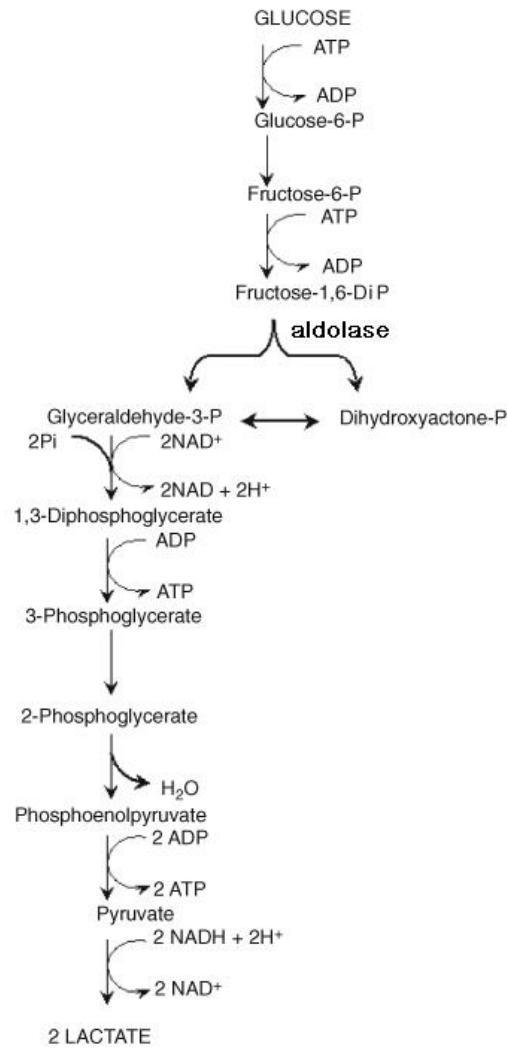 GLUCOSE
ATP
ADP
Glucose-6-P
Fructose-6-P
ATP
ADP
Fructose-1,6-Di P
aldolase
Glyceraldehyde-3-P
Dihydroxyactone-P
2Pi
2NAD⁺
2NAD + 2H⁺
1,3-Diphosphoglycerate
ADP
ATP
3-Phosphoglycerate
2-Phosphoglycerate
H₂O
Phosphoenolpyruvate
2 ADP
2 ATP
Pyruvate
2 NADH + 2H⁺
2 NAD⁺
2 LACTATE